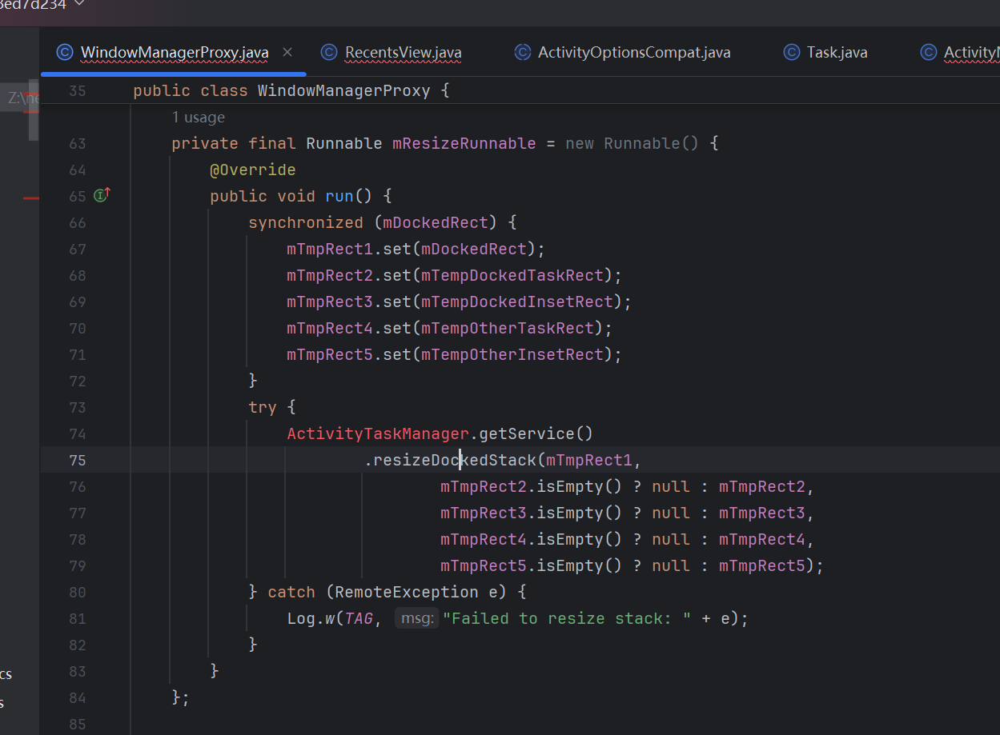 8ed7d234
WindowManagerProxy.java RecentsView.java ActivityOptionsCompat.java Task.java ActivityM
Z:\ne
35 public class WindowManagerProxy {
1 usage
63 private final Runnable mResizeRunnable = new Runnable() {
64 @Override
65 public void run() {
66 synchronized (mDockedRect) {
67 mTmpRect1.set(mDockedRect);
68 mTmpRect2.set(mTempDockedTaskRect);
69 mTmpRect3.set(mTempDockedInsetRect);
70 mTmpRect4.set(mTempOtherTaskRect);
71 mTmpRect5.set(mTempOtherInsetRect);
72 }
73 try {
74 ActivityTaskManager.getService()
75 .resizeDockedStack(mTmpRect1,
76 mTmpRect2.isEmpty() ? null : mTmpRect2,
77 mTmpRect3.isEmpty() ? null : mTmpRect3,
78 mTmpRect4.isEmpty() ? null : mTmpRect4,
79 mTmpRect5.isEmpty() ? null : mTmpRect5);
80 } catch (RemoteException e) {
81 Log.w(TAG, msg: "Failed to resize stack: " + e);
82 }
83 }
84 };
85
cs
s